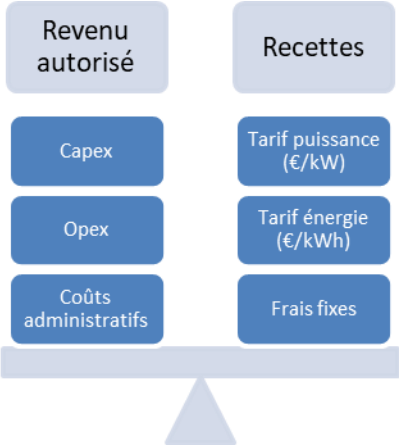 Revenu
autorisé
Capex
Opex
Coûts
administratifs
Recettes
Tarif puissance
(€/kW)
Tarif énergie
(€/kWh)
Frais fixes